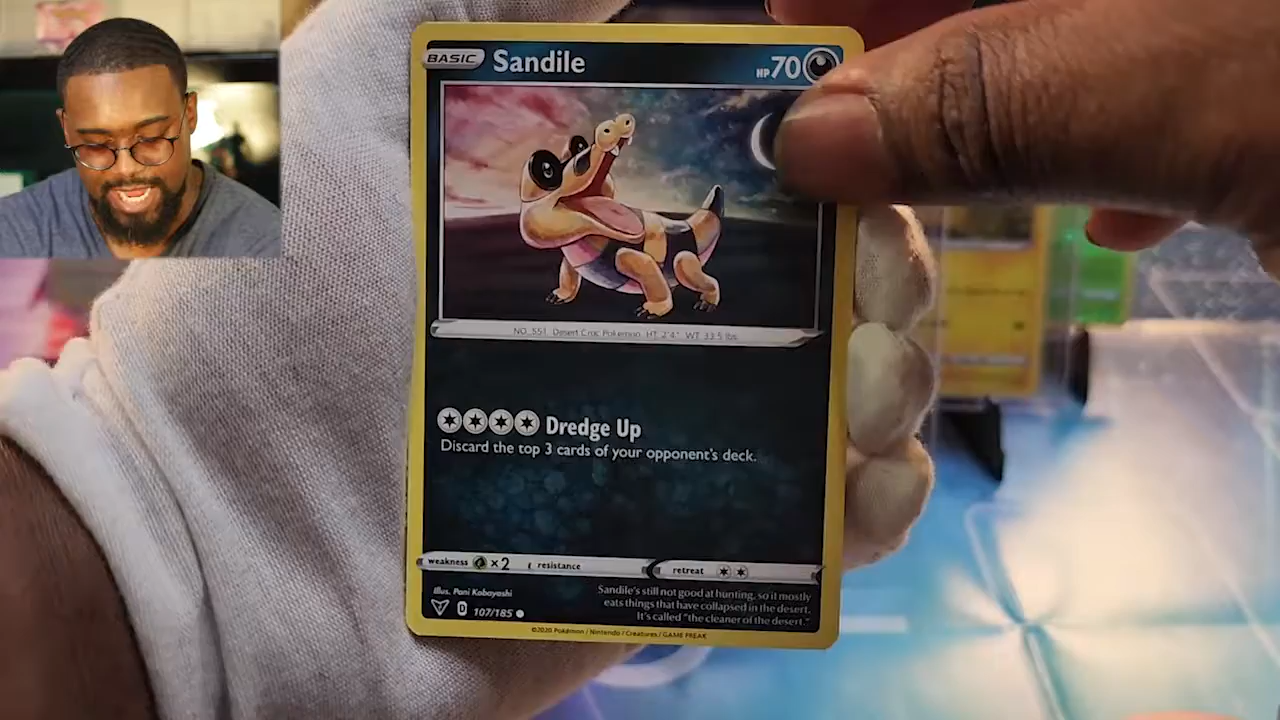 BASIC Sandile HP 70
NO. 551 Desert Croc Pokémon HT 2'4" WT 33.5 lbs.
Dredge Up
Discard the top 3 cards of your opponent's deck.
weakness ×2 resistance retreat
Illus. Pani Kobayashi
Sandile's still not good at hunting, so it mostly
eats things that have collapsed in the desert.
It's called "the cleaner of the desert."
D 107/185
©2020 Pokémon / Nintendo / Creatures / GAME FREAK